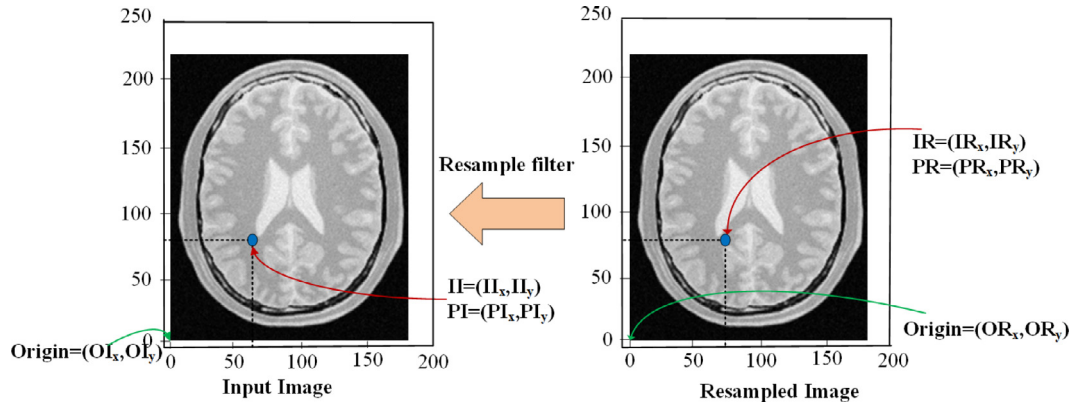 250
200
150
100
50
0
0 50 100 150 200
Origin=(OIx,OIy)
Input Image
II=(IIx,IIy)
PI=(PIx,PIy)
Resample filter
250
200
150
100
50
0
0 50 100 150 200
Resampled Image
IR=(IRx,IRy)
PR=(PRx,PRy)
Origin=(ORx,ORy)